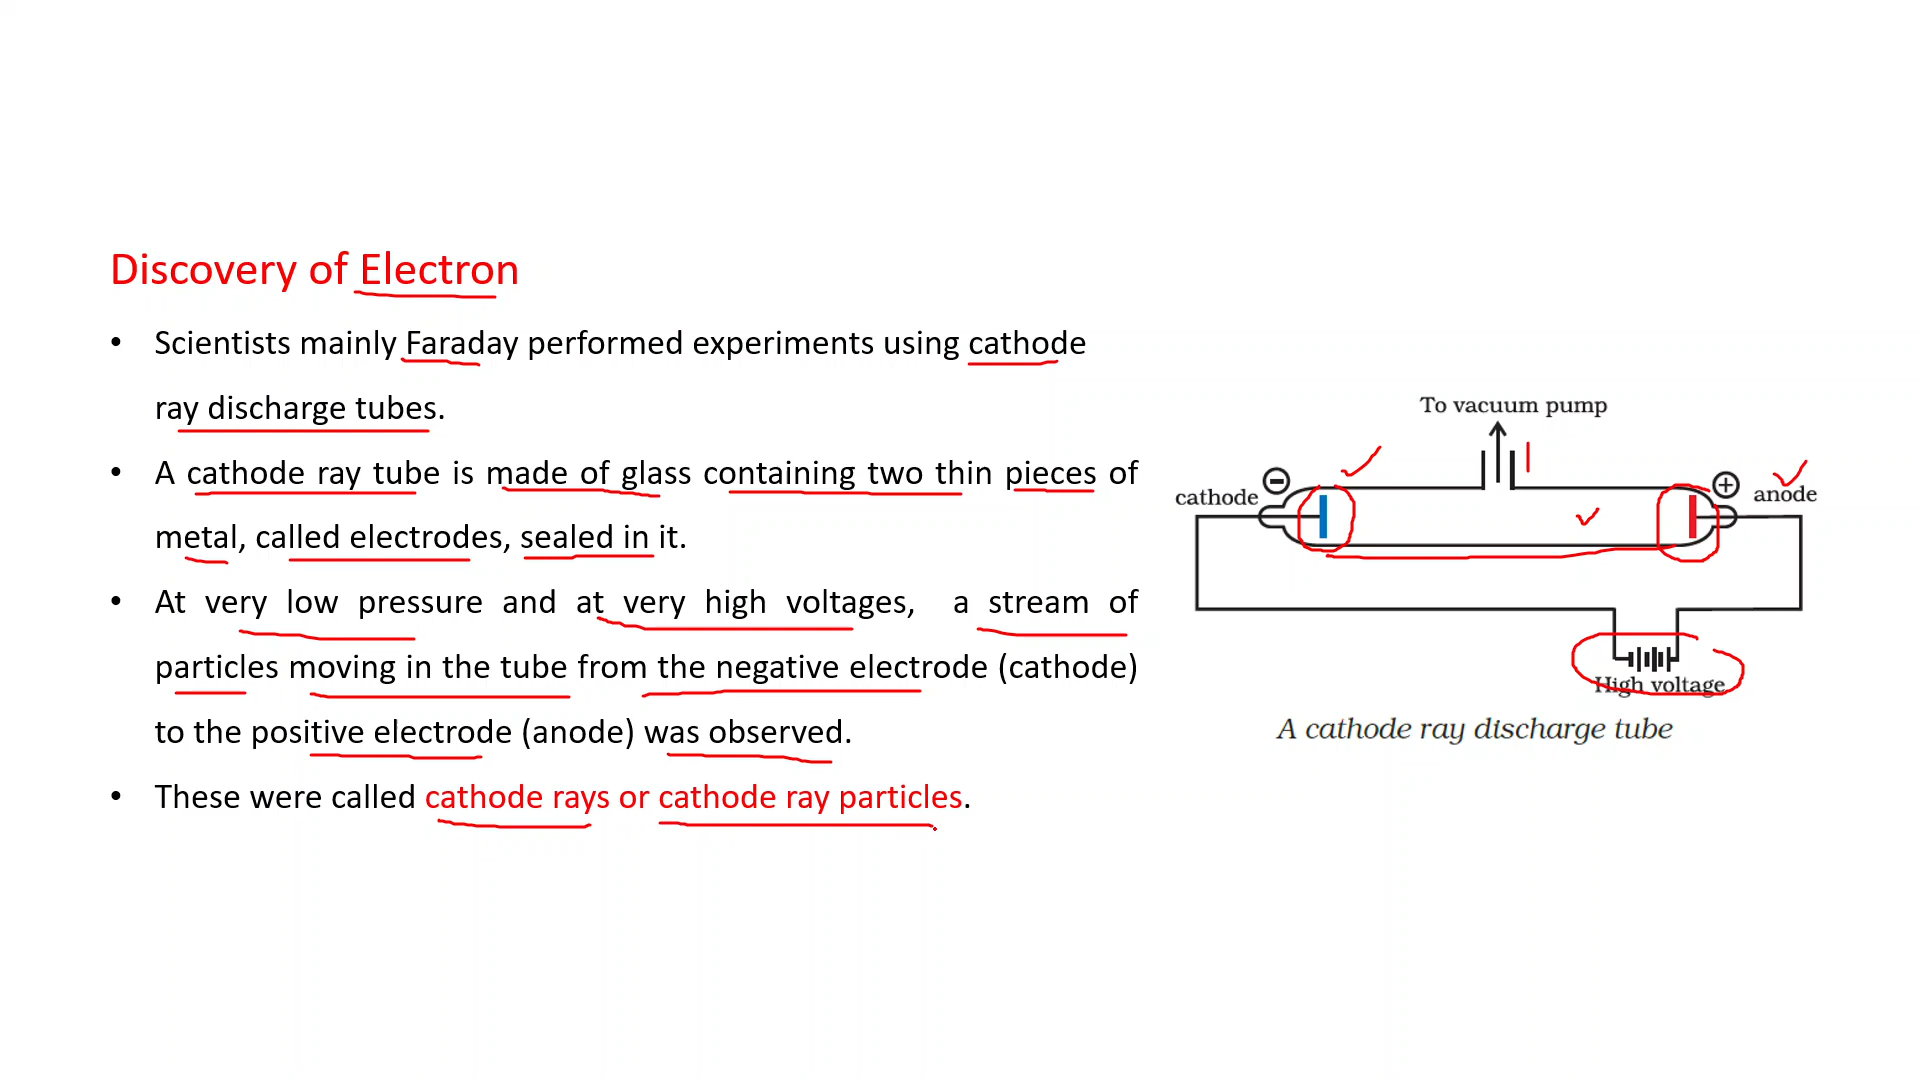 Discovery of Electron
• Scientists mainly Faraday performed experiments using cathode
ray discharge tubes.
• A cathode ray tube is made of glass containing two thin pieces of
metal, called electrodes, sealed in it.
• At very low pressure and at very high voltages, a stream of
particles moving in the tube from the negative electrode (cathode)
to the positive electrode (anode) was observed.
• These were called cathode rays or cathode ray particles.
To vacuum pump
cathode
−
+
anode
High voltage
A cathode ray discharge tube